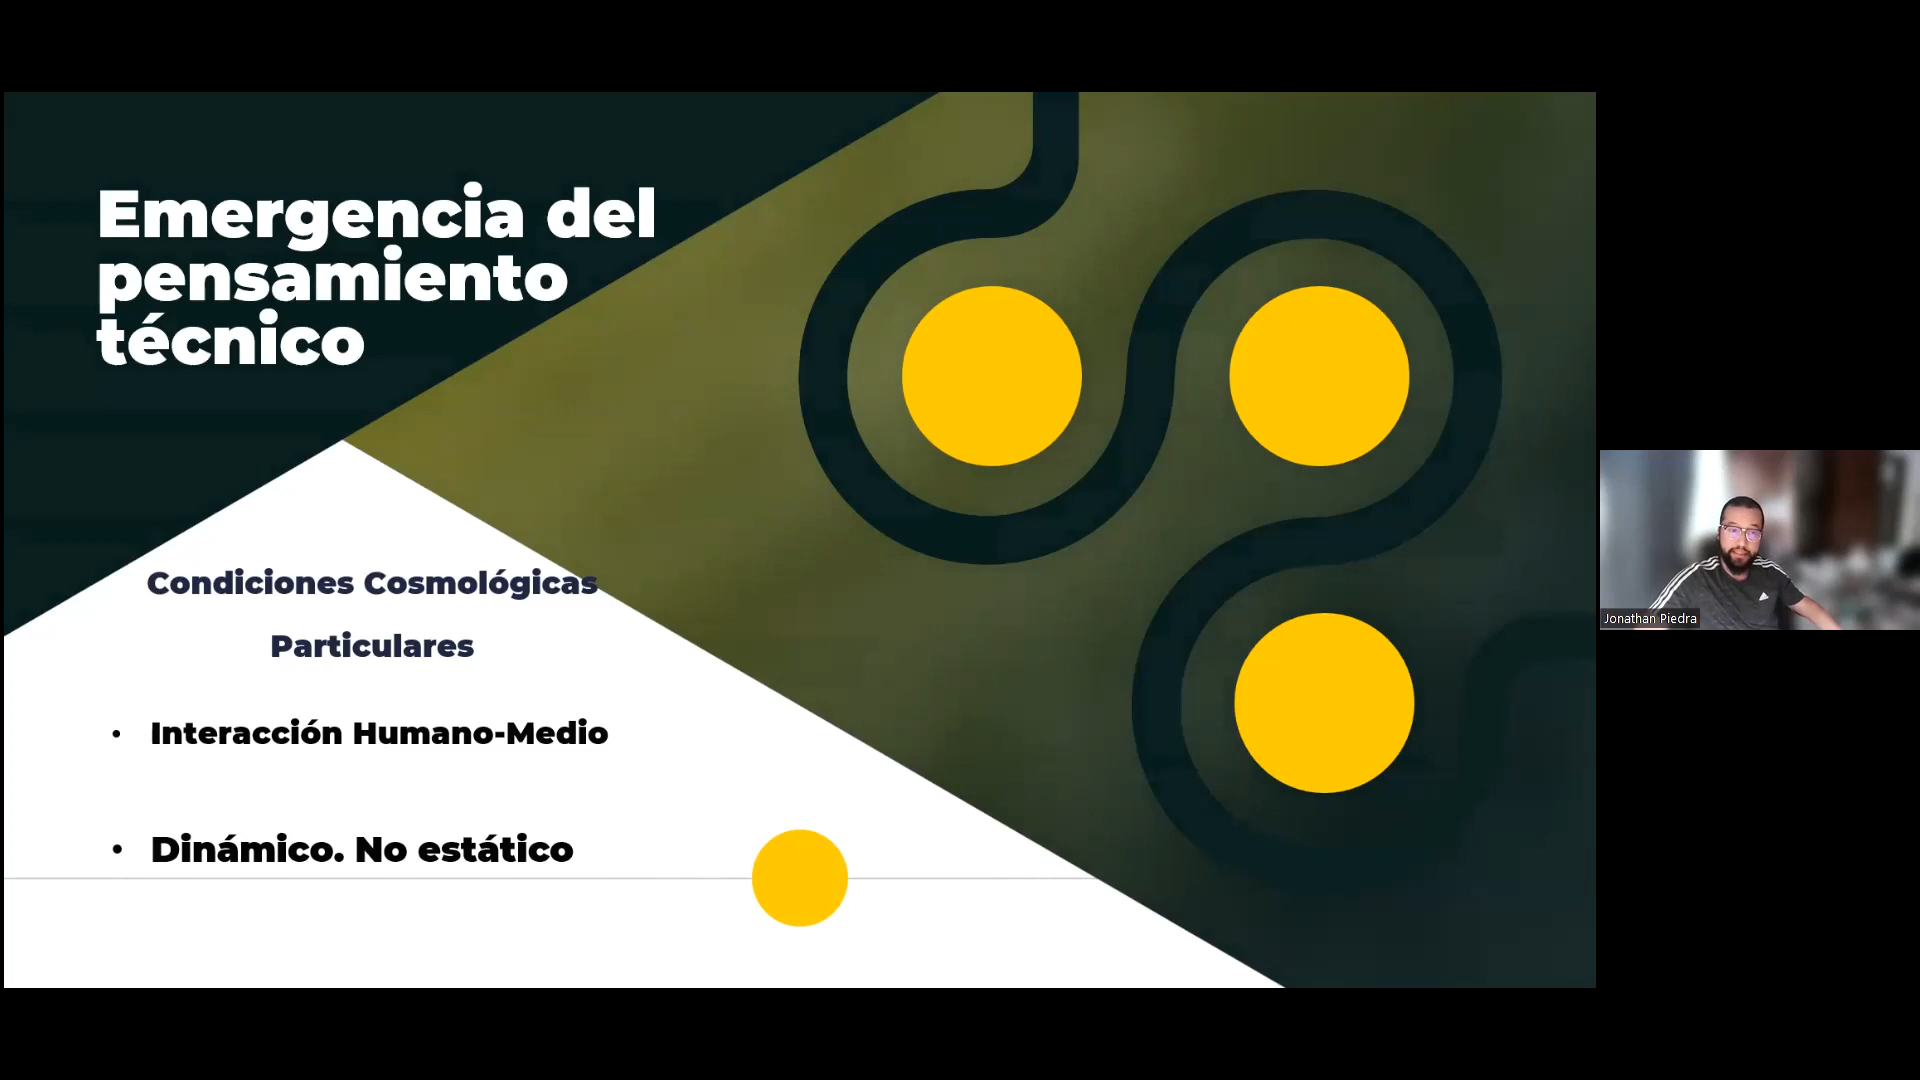 Emergencia del
pensamiento
técnico
Condiciones Cosmológicas
Particulares
• Interacción Humano-Medio
• Dinámico. No estático
Jonathan Piedra